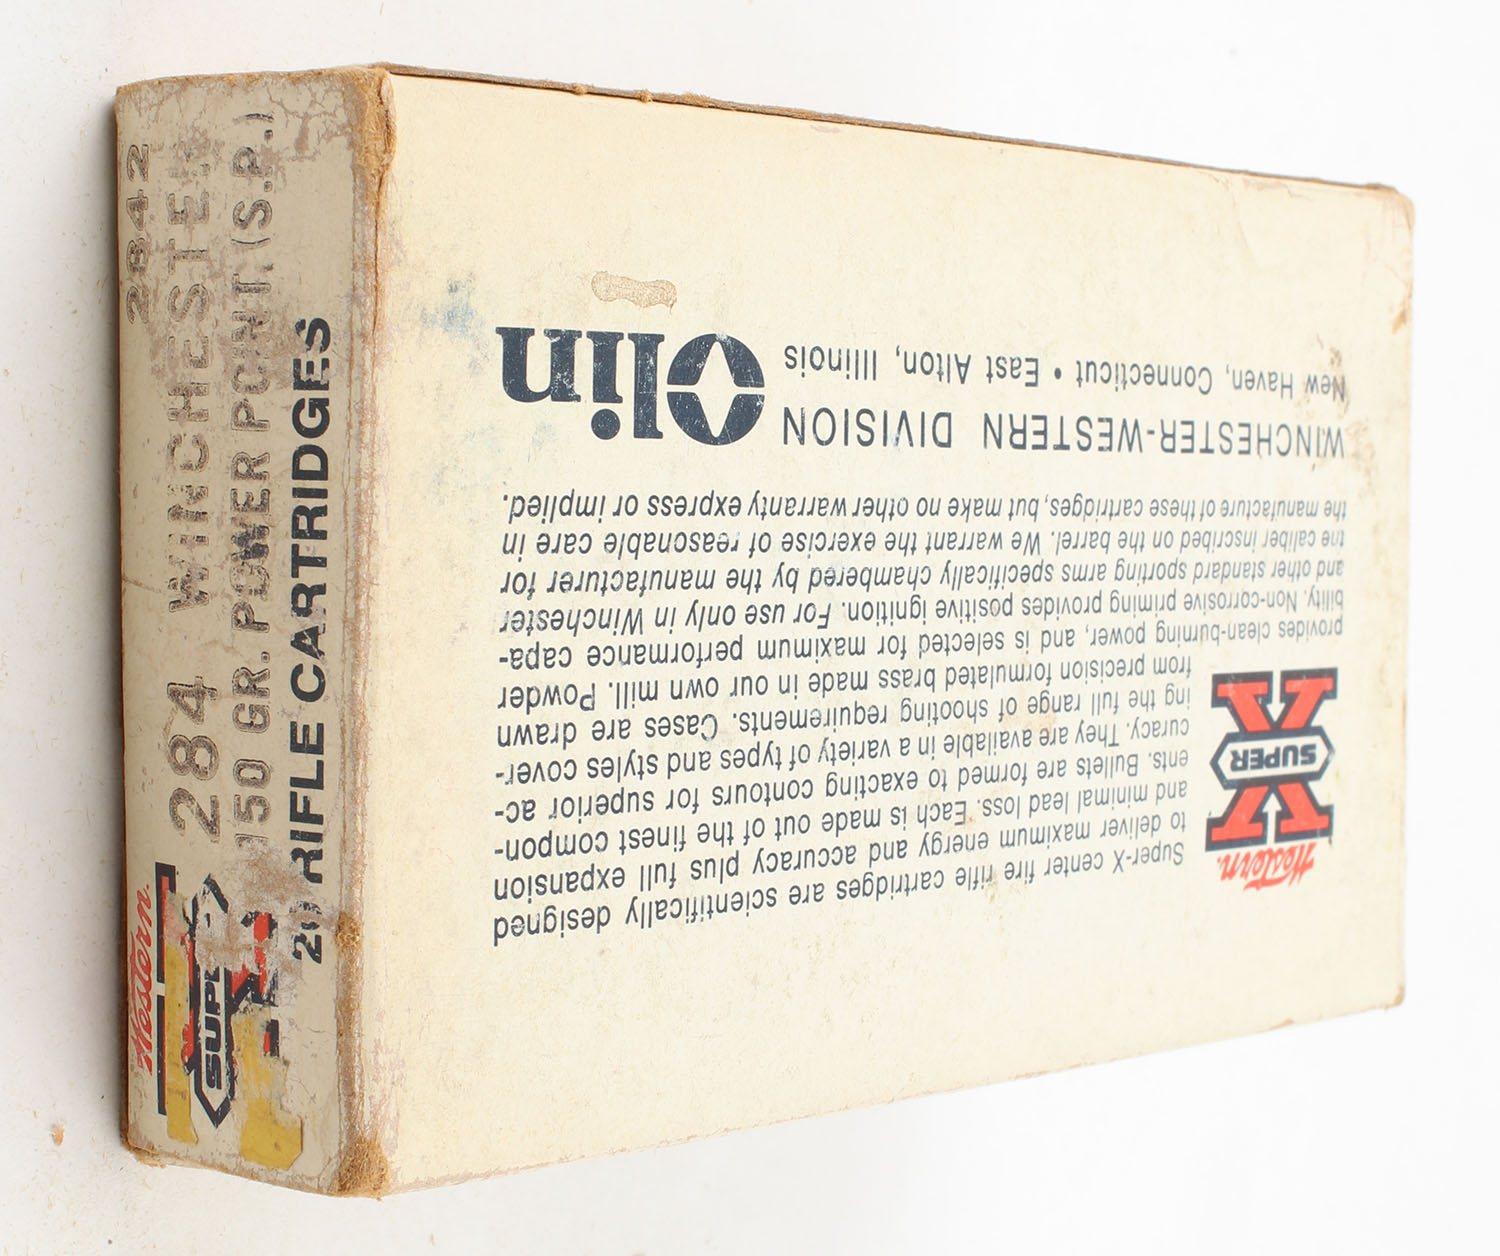 Western
SUPER
X
2842
284 WINCHESTER
150 GR. POWER POINT (S.P.)
20 RIFLE CARTRIDGES
Western
SUPER
X
Super-X center fire rifle cartridges are scientifically designed
to deliver maximum energy and accuracy plus full expansion
and minimal lead loss. Each is made out of the finest compon-
ents. Bullets are formed to exacting contours for superior ac-
curacy. They are available in a variety of types and styles cover-
ing the full range of shooting requirements. Cases are drawn
from precision formulated brass made in our own mill. Powder
provides clean-burning power, and is selected for maximum performance capa-
bility. Non-corrosive priming provides positive ignition. For use only in Winchester
and other standard sporting arms specifically chambered by the manufacturer for
the caliber inscribed on the barrel. We warrant the exercise of reasonable care in
the manufacture of these cartridges, but make no other warranty express or implied.
WINCHESTER-WESTERN DIVISION
New Haven, Connecticut • East Alton, Illinois
Olin